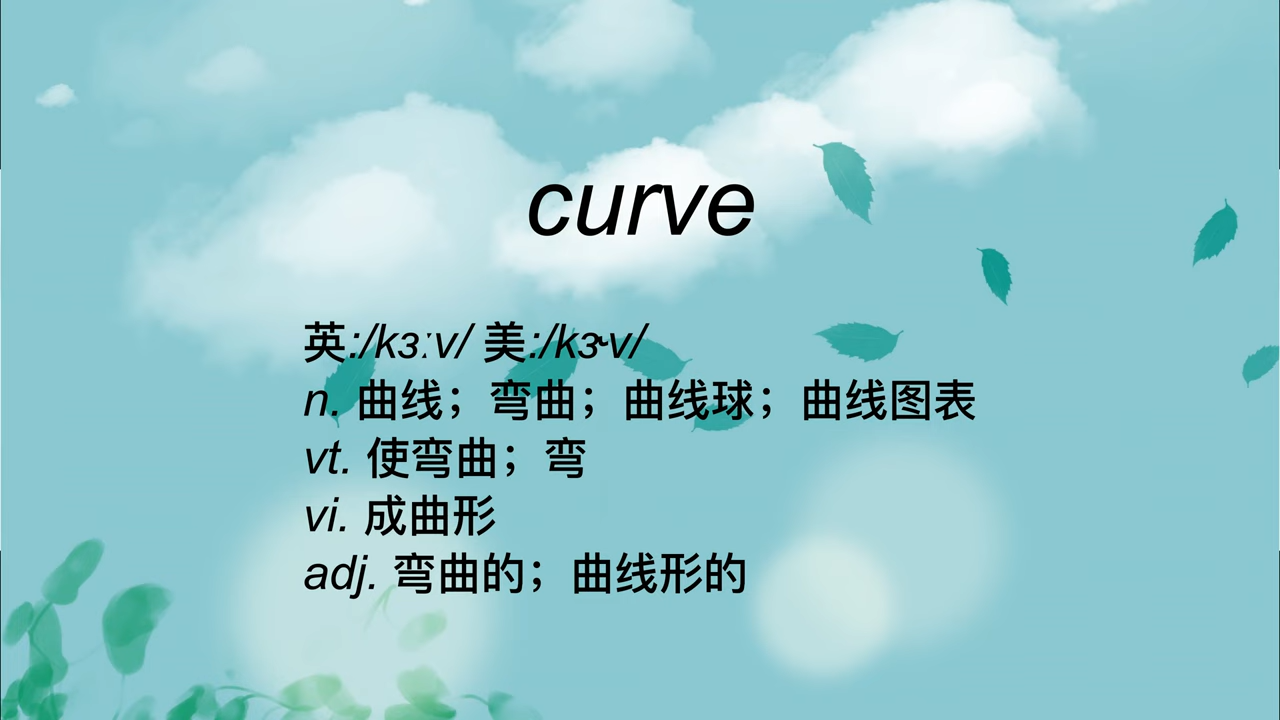 curve
英:/kɜːv/ 美:/kɝv/
n. 曲线；弯曲；曲线球；曲线图表
vt. 使弯曲；弯
vi. 成曲形
adj. 弯曲的；曲线形的